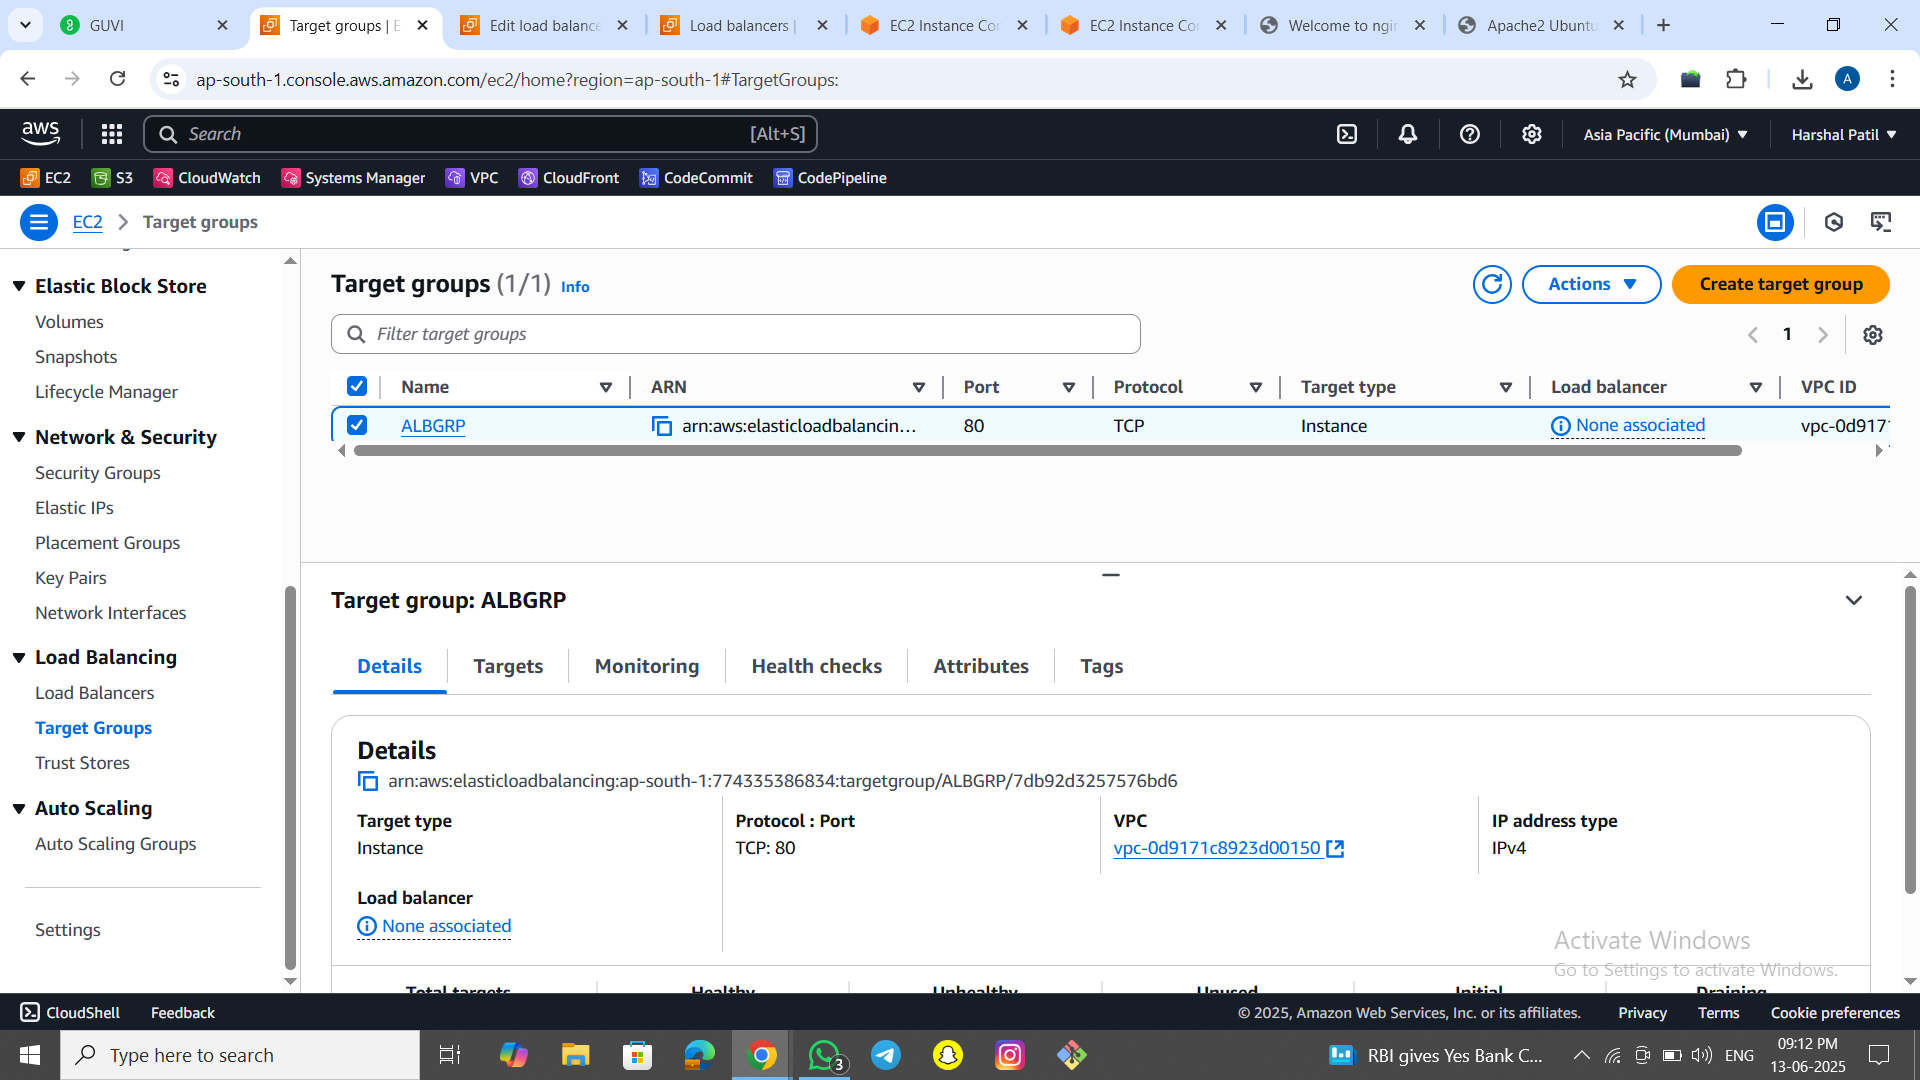 GUVI
Target groups | E
Edit load balance
Load balancers |
EC2 Instance Con
EC2 Instance Con
Welcome to ngin
Apache2 Ubuntu
ap-south-1.console.aws.amazon.com/ec2/home?region=ap-south-1#TargetGroups:
A
aws
Search
[Alt+S]
Asia Pacific (Mumbai)
Harshal Patil
EC2
S3
CloudWatch
Systems Manager
VPC
CloudFront
CodeCommit
CodePipeline
EC2
Target groups
Elastic Block Store
Volumes
Snapshots
Lifecycle Manager
Network & Security
Security Groups
Elastic IPs
Placement Groups
Key Pairs
Network Interfaces
Load Balancing
Load Balancers
Target Groups
Trust Stores
Auto Scaling
Auto Scaling Groups
Settings
Target groups (1/1) Info
Actions
Create target group
Filter target groups
1
Name
ARN
Port
Protocol
Target type
Load balancer
VPC ID
ALBGRP
arn:aws:elasticloadbalancin...
80
TCP
Instance
None associated
vpc-0d917
Target group: ALBGRP
Details
Targets
Monitoring
Health checks
Attributes
Tags
Details
arn:aws:elasticloadbalancing:ap-south-1:774335386834:targetgroup/ALBGRP/7db92d3257576bd6
Target type
Instance
Protocol : Port
TCP: 80
VPC
vpc-0d9171c8923d00150
IP address type
IPv4
Load balancer
None associated
Total targets
Healthy
Unhealthy
Unused
Initial
Draining
Activate Windows
Go to Settings to activate Windows.
CloudShell
Feedback
© 2025, Amazon Web Services, Inc. or its affiliates.
Privacy
Terms
Cookie preferences
Type here to search
3
RBI gives Yes Bank C...
ENG
09:12 PM
13-06-2025